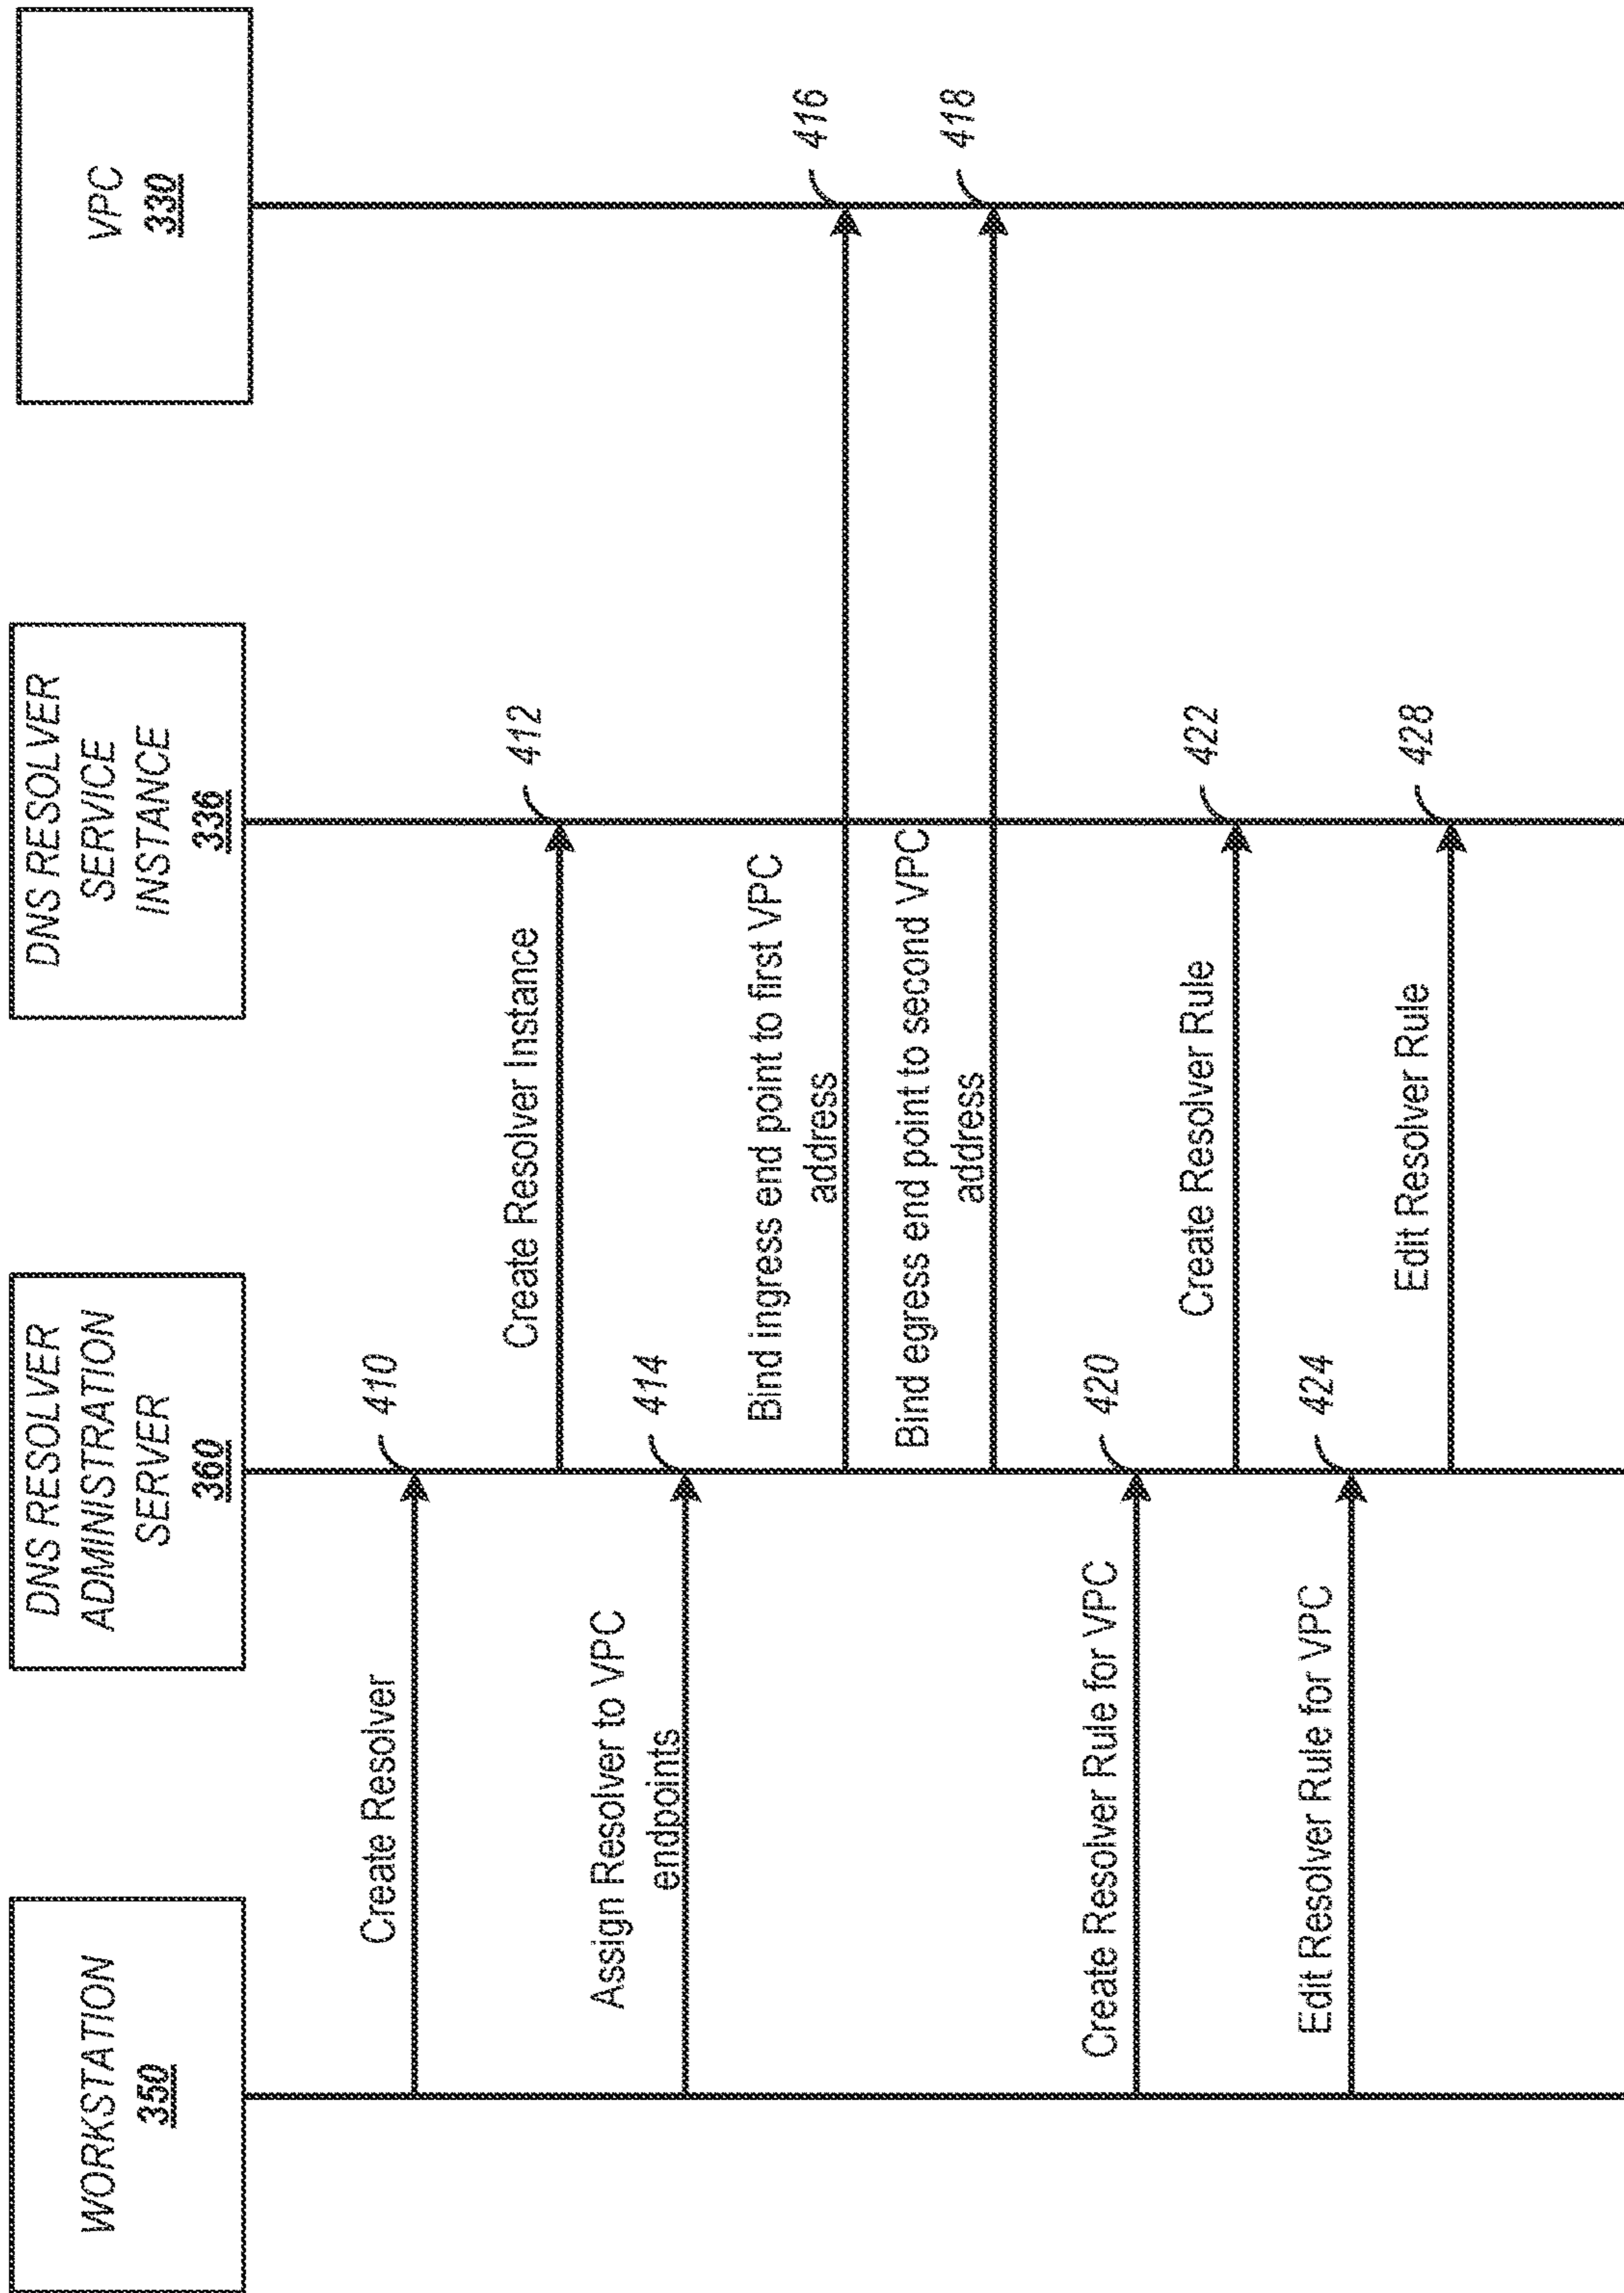 WORKSTATION
350
DNS RESOLVER
ADMINISTRATION
SERVER
360
DNS RESOLVER
SERVICE
INSTANCE
336
VPC
330
Create Resolver
410
Create Resolver Instance
412
Assign Resolver to VPC
endpoints
414
Bind ingress end point to first VPC
address
416
Bind egress end point to second VPC
address
418
Create Resolver Rule for VPC
420
Create Resolver Rule
422
Edit Resolver Rule for VPC
424
Edit Resolver Rule
428